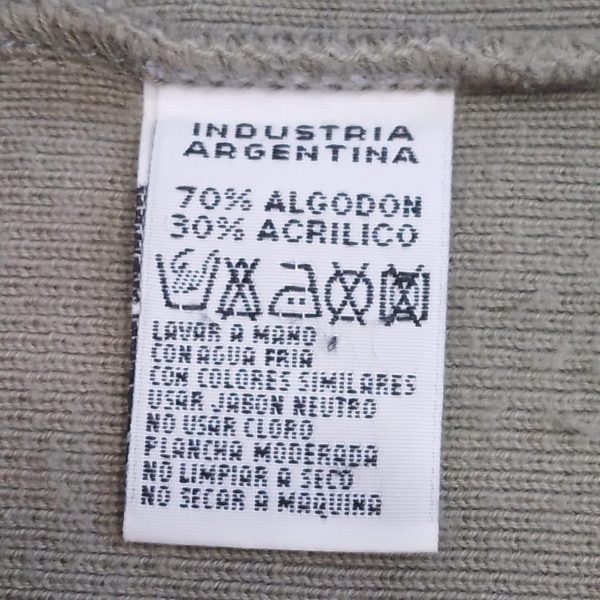 INDUSTRIA
ARGENTINA
70% ALGODON
30% ACRILICO
LAVAR A MANO
CON AGUA FRIA
CON COLORES SIMILARES
USAR JABON NEUTRO
NO USAR CLORO
PLANCHA MODERADA
NO LIMPIAR A SECO
NO SECAR A MAQUINA